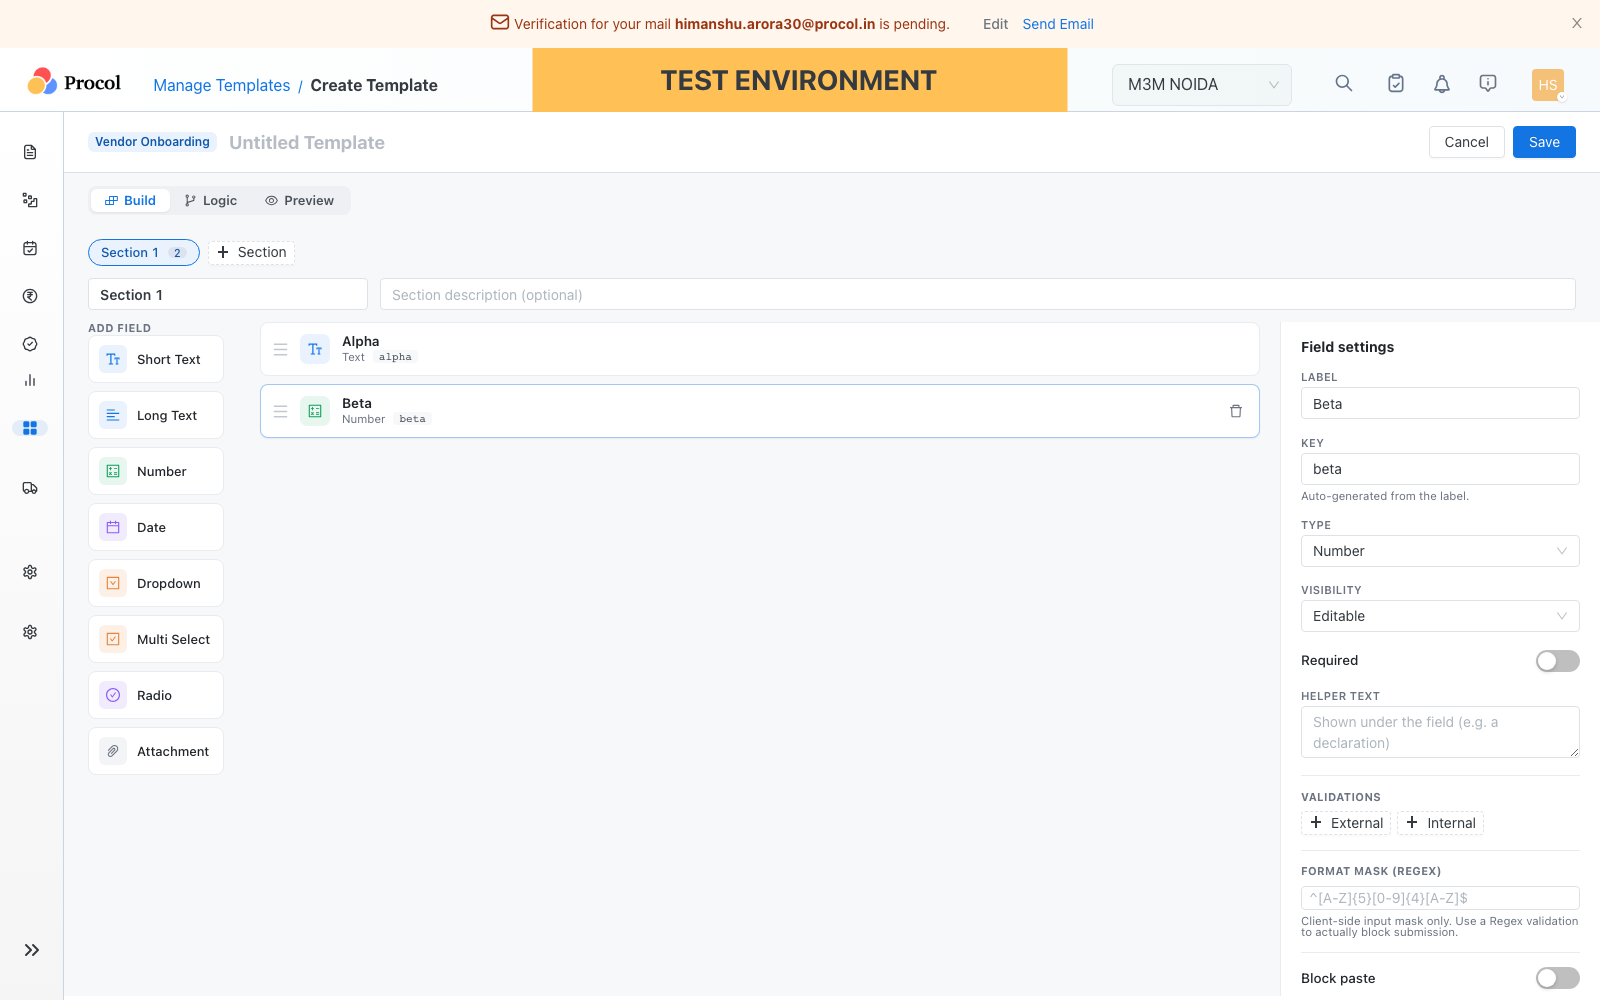 Verification for your mail himanshu.arora30@procol.in is pending. Edit Send Email
Procol
Manage Templates / Create Template
TEST ENVIRONMENT
M3M NOIDA
HS
Vendor Onboarding Untitled Template
Cancel Save
Build Logic Preview
Section 1 2 + Section
Section 1
Section description (optional)
ADD FIELD
Short Text
Long Text
Number
Date
Dropdown
Multi Select
Radio
Attachment
Alpha
Text alpha
Beta
Number beta
Field settings
LABEL
Beta
KEY
beta
Auto-generated from the label.
TYPE
Number
VISIBILITY
Editable
Required
HELPER TEXT
Shown under the field (e.g. a
declaration)
VALIDATIONS
+ External + Internal
FORMAT MASK (REGEX)
^[A-Z]{5}[0-9]{4}[A-Z]$
Client-side input mask only. Use a Regex validation
to actually block submission.
Block paste